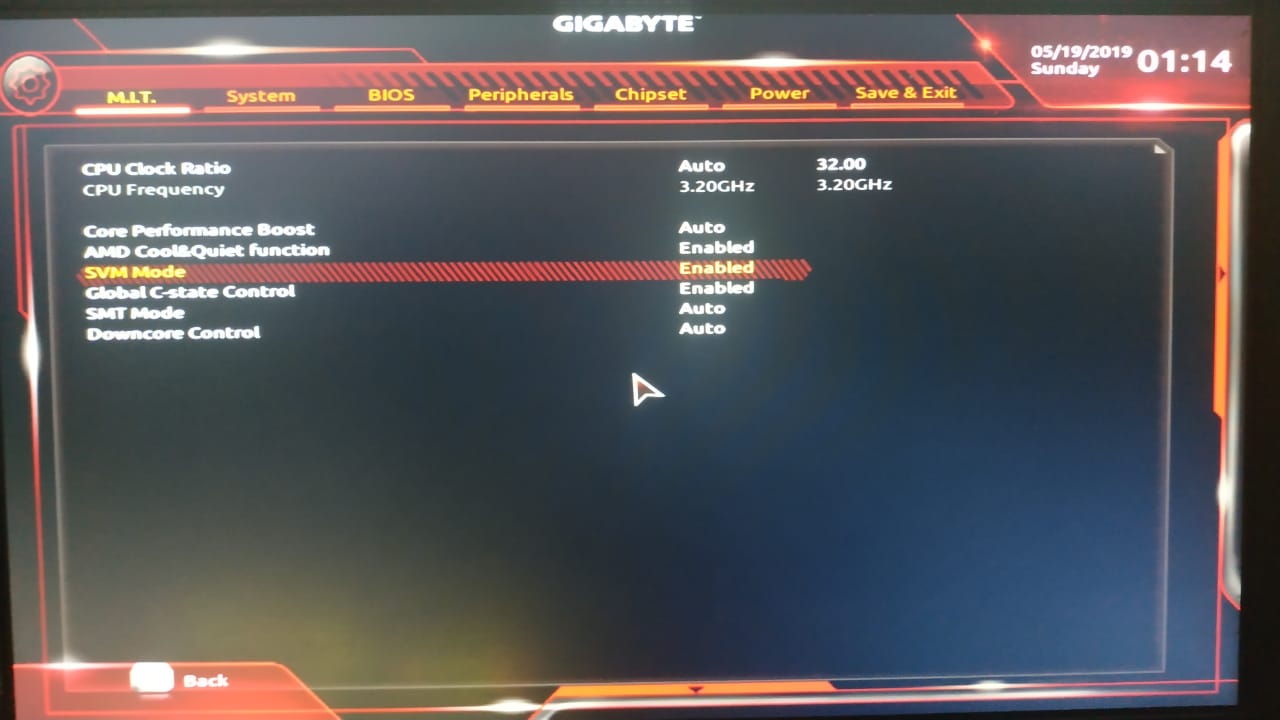 GIGABYTE™
05/19/2019 01:14
Sunday
M.I.T. System BIOS Peripherals Chipset Power Save & Exit
CPU Clock Ratio Auto 32.00
CPU Frequency 3.20GHz 3.20GHz
Core Performance Boost Auto
AMD Cool&Quiet function Enabled
SVM Mode Enabled
Global C-state Control Enabled
SMT Mode Auto
Downcore Control Auto
Back